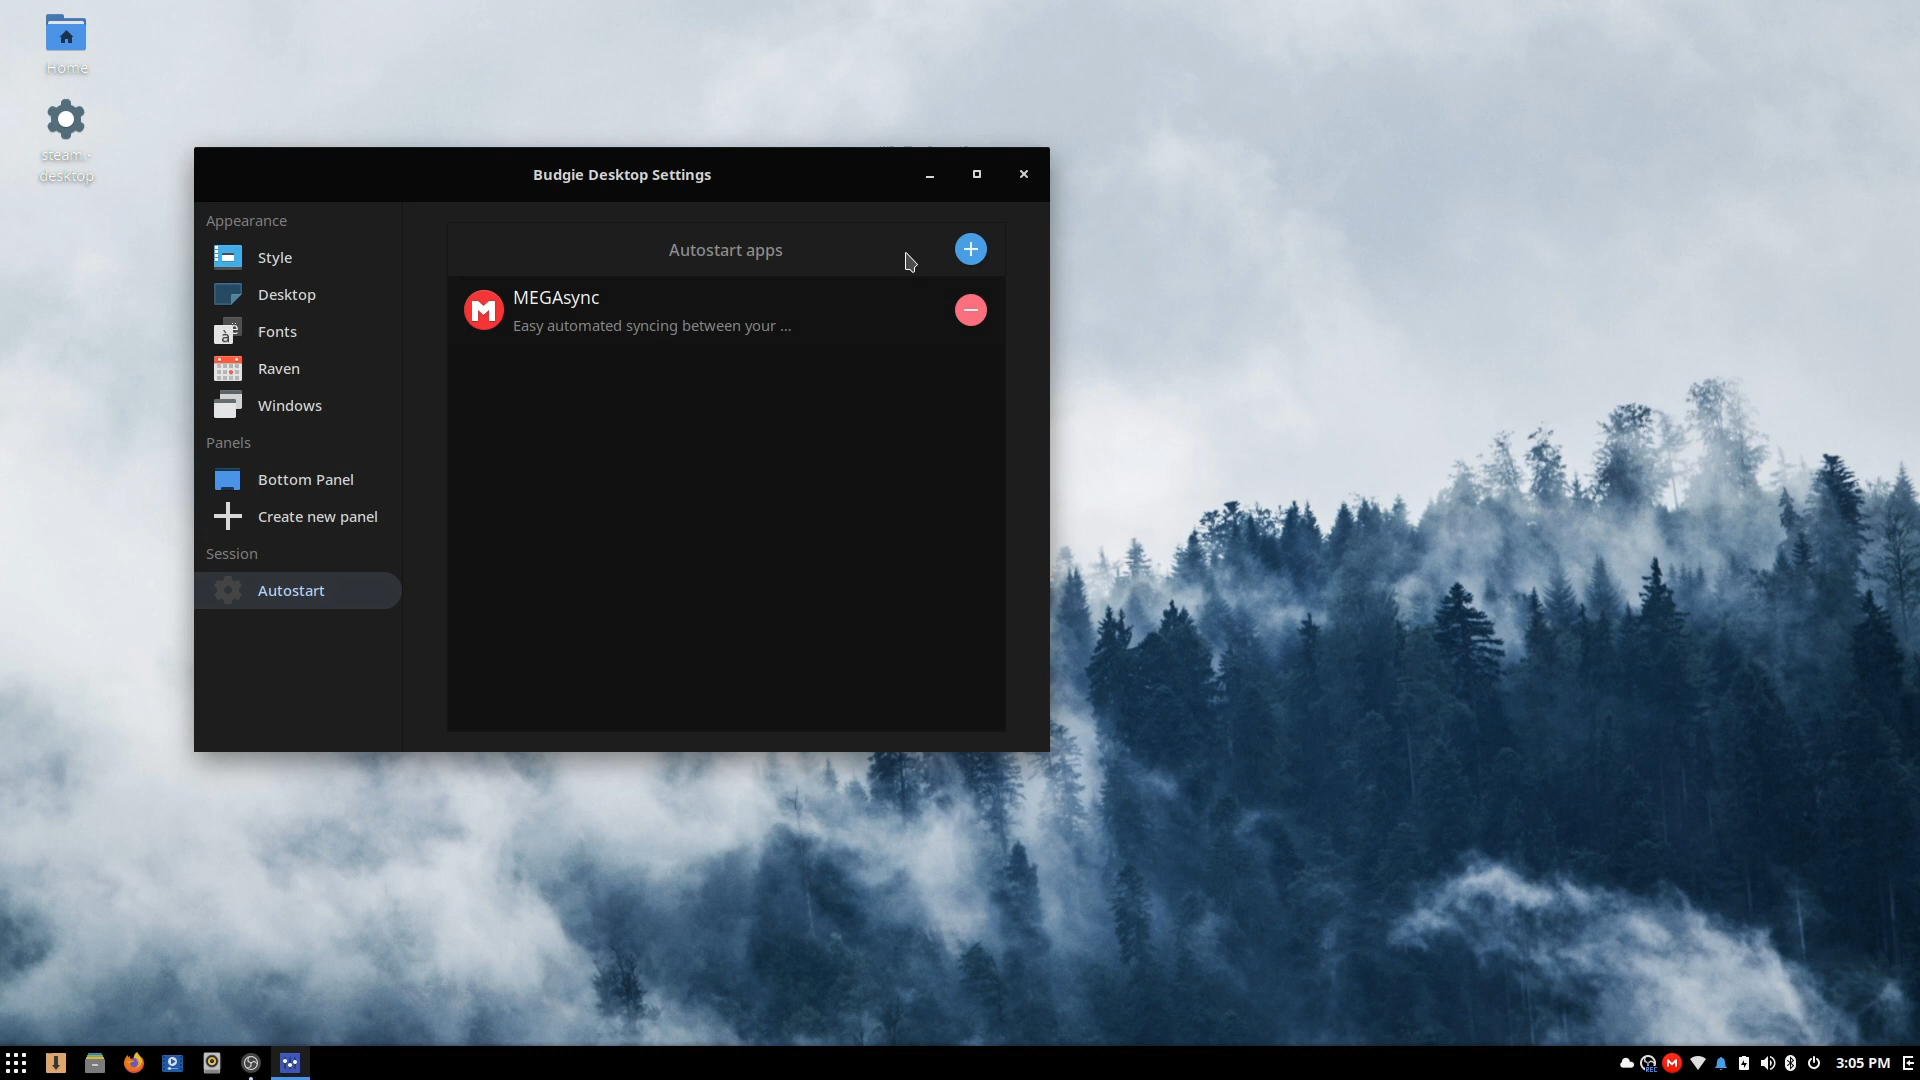 Home
steam.-
desktop
Budgie Desktop Settings
Appearance
Style
Desktop
Fonts
Raven
Windows
Panels
Bottom Panel
Create new panel
Session
Autostart
Autostart apps
MEGAsync
Easy automated syncing between your ...
REC
3:05 PM